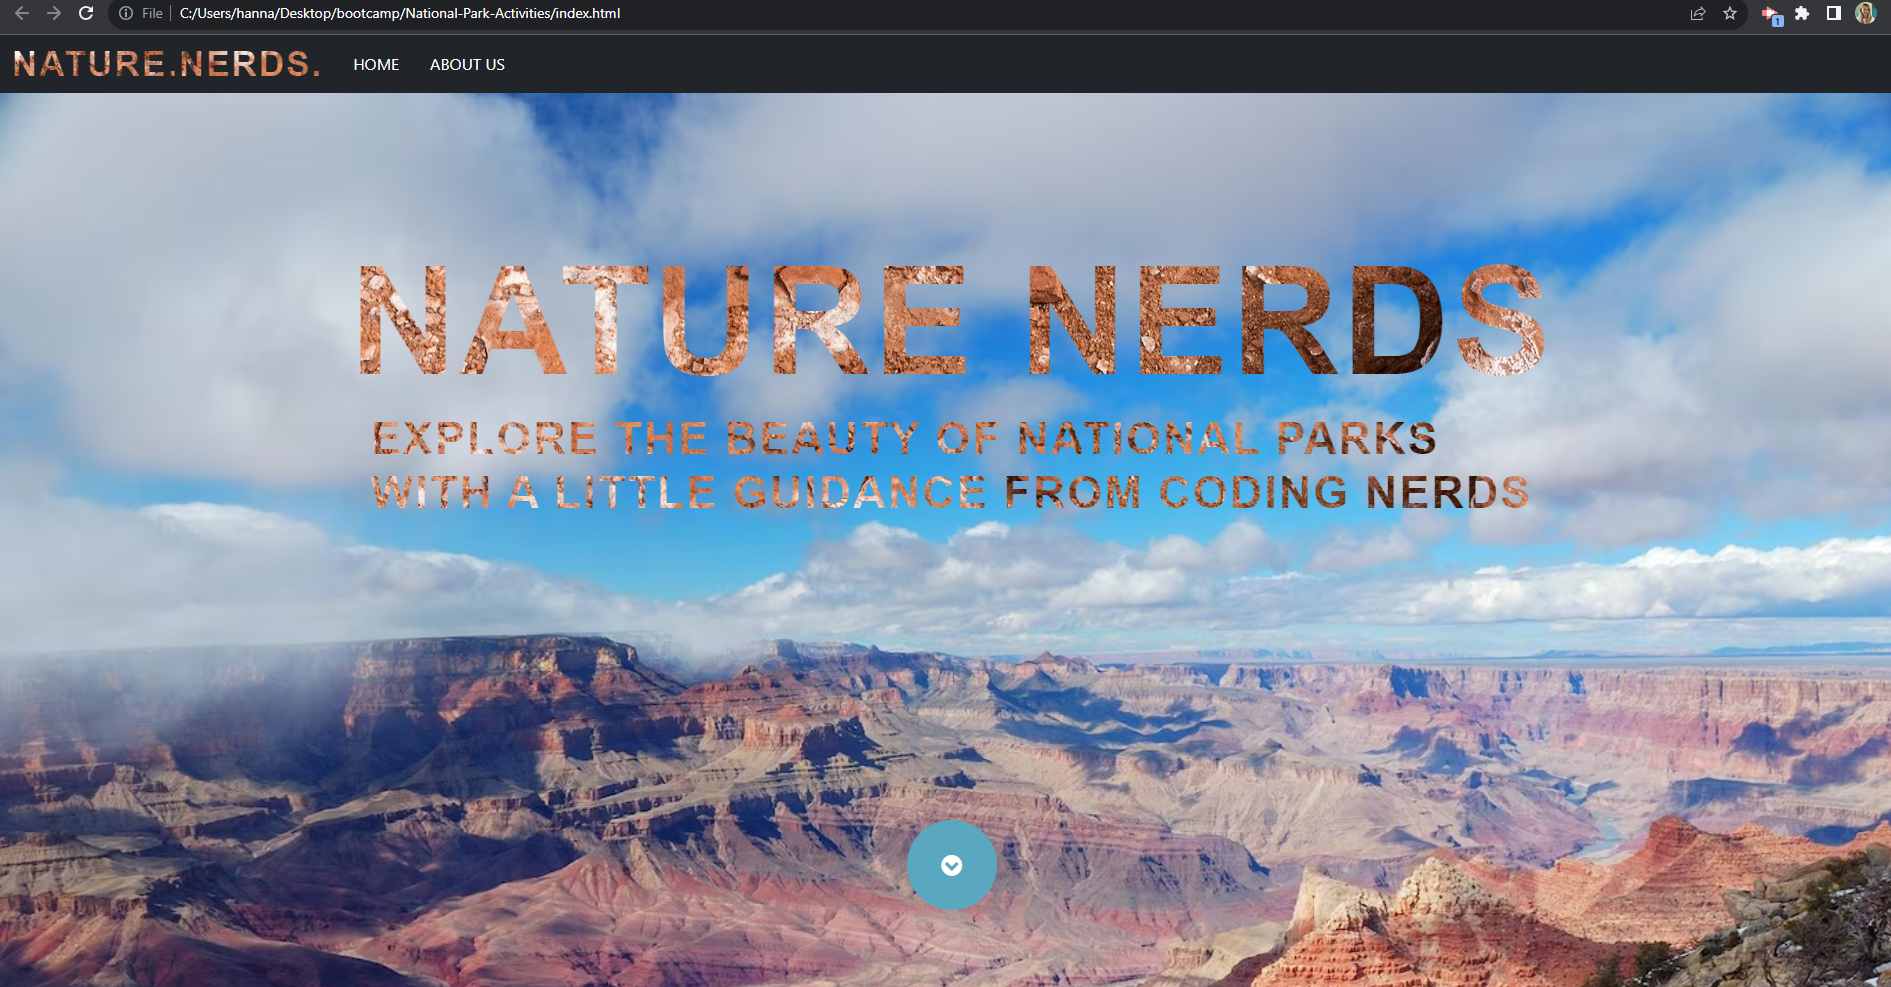 File C:/Users/hanna/Desktop/bootcamp/National-Park-Activities/index.html
1
NATURE.NERDS. HOME ABOUT US
NATURE NERDS
EXPLORE THE BEAUTY OF NATIONAL PARKS
WITH A LITTLE GUIDANCE FROM CODING NERDS